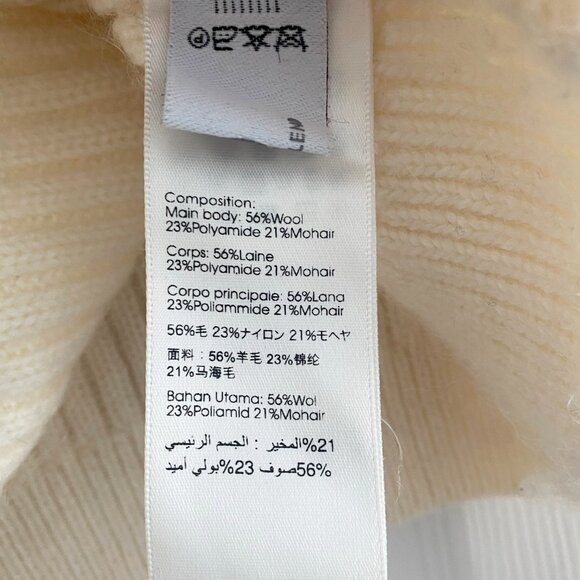 LEN
Composition:
Main body: 56%Wool
23%Polyamide 21%Mohair
Corps: 56%Laine
23%Polyamide 21%Mohair
Corpo principale: 56%Lana
23%Poliammide 21%Mohair
56%毛 23%ナイロン 21%モヘヤ
面料：56%羊毛 23%锦纶
21%马海毛
Bahan Utama: 56%Wol
23%Poliamid 21%Mohair
21%المخير : الجسم الرئيسي
56%صوف 23%بولي أميد